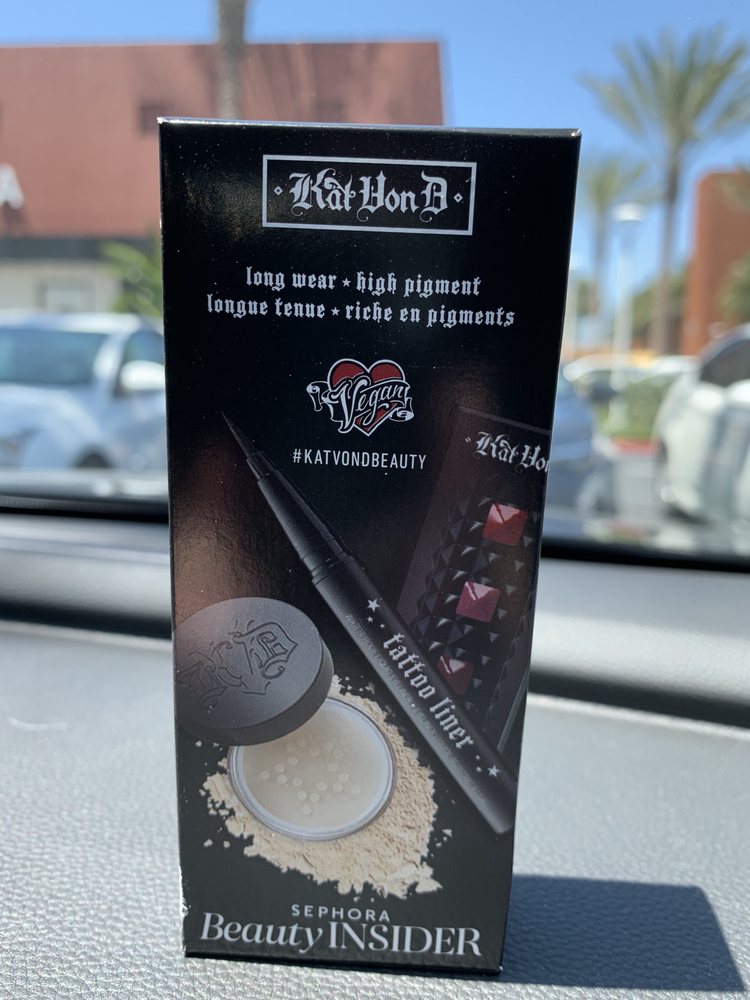 Kat Von D
long wear ★ high pigment
longue tenue ★ riche en pigments
Vegan
#KATVONDBEAUTY
Kat Von
tattoo liner
SEPHORA
Beauty INSIDER
A